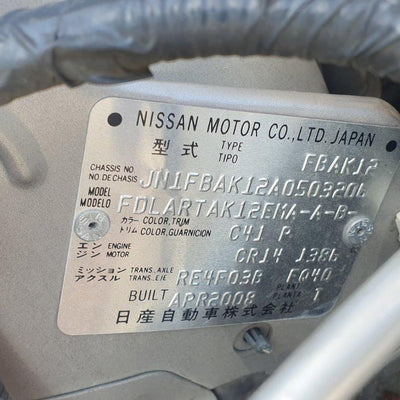 NISSAN MOTOR CO., LTD. JAPAN
型式 TYPE TIPO FBAK12
CHASSIS NO. NO. DE CHASIS JN1FBAK12A0503206
MODEL MODELO FDLARTAK12EMA-A-B-
カラー トリム COLOR, TRIM COLOR, GUARNICION C41 P
エンジン ENGINE MOTOR CR14 1386
ミッション アクスル TRANS. AXLE TRANS. EJE RE4F03B FQ40
BUILT APR2008 PLANT PLANTA T
日産自動車株式会社